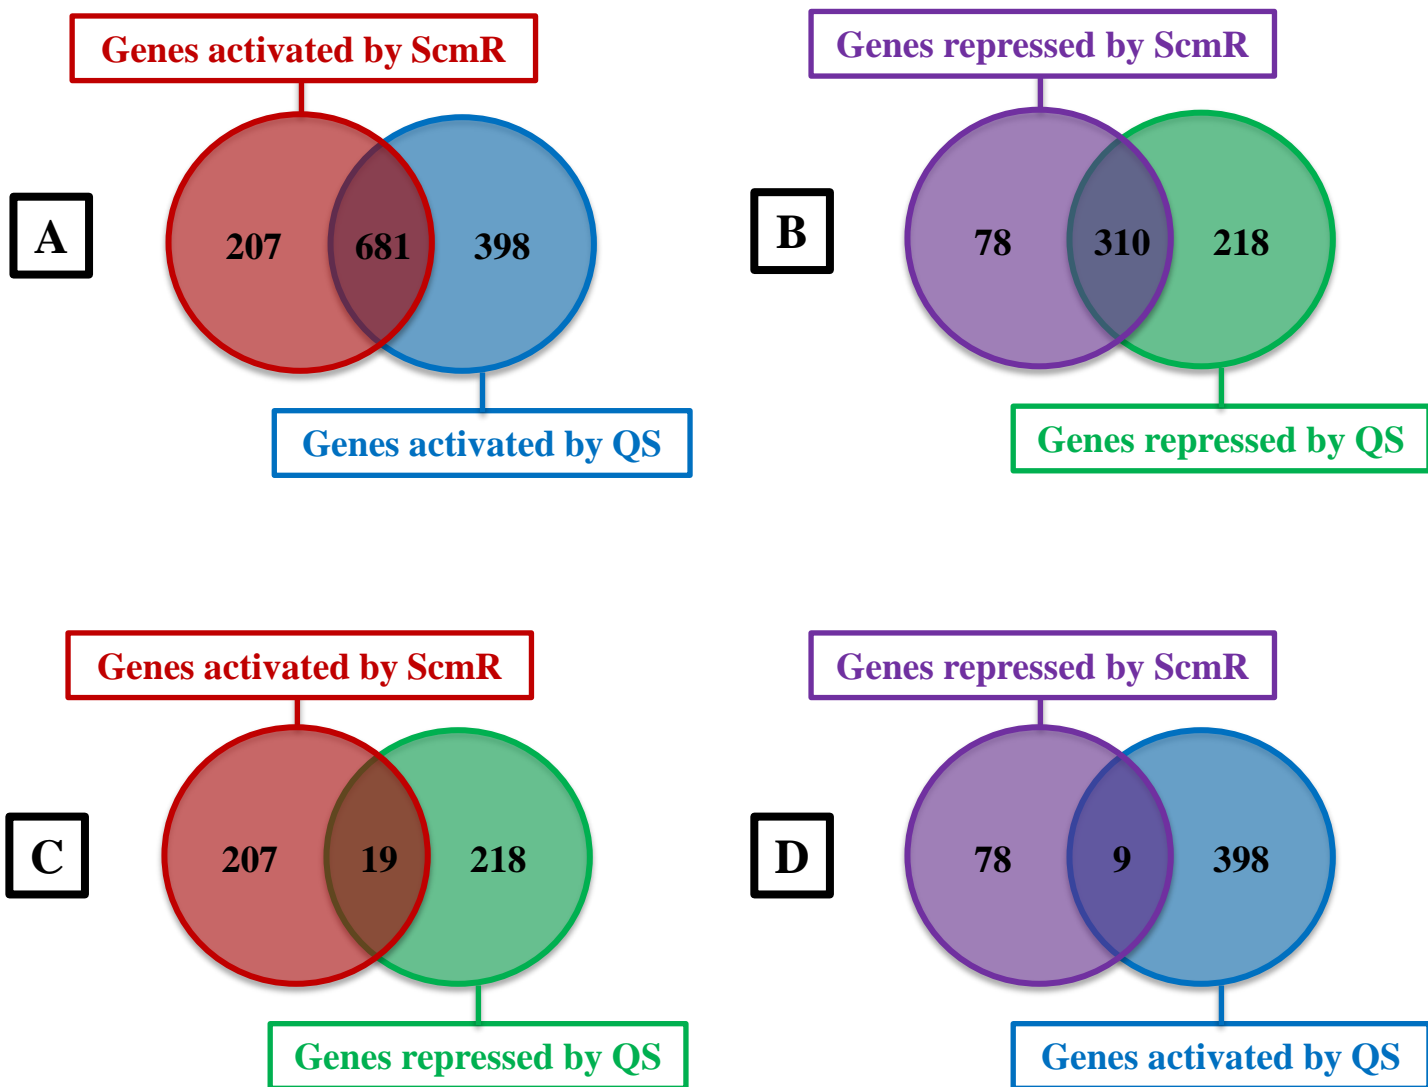 Genes activated by ScmR
A
207 681 398
Genes activated by QS
Genes repressed by ScmR
B
78 310 218
Genes repressed by QS
Genes activated by ScmR
C
207 19 218
Genes repressed by QS
Genes repressed by ScmR
D
78 9 398
Genes activated by QS